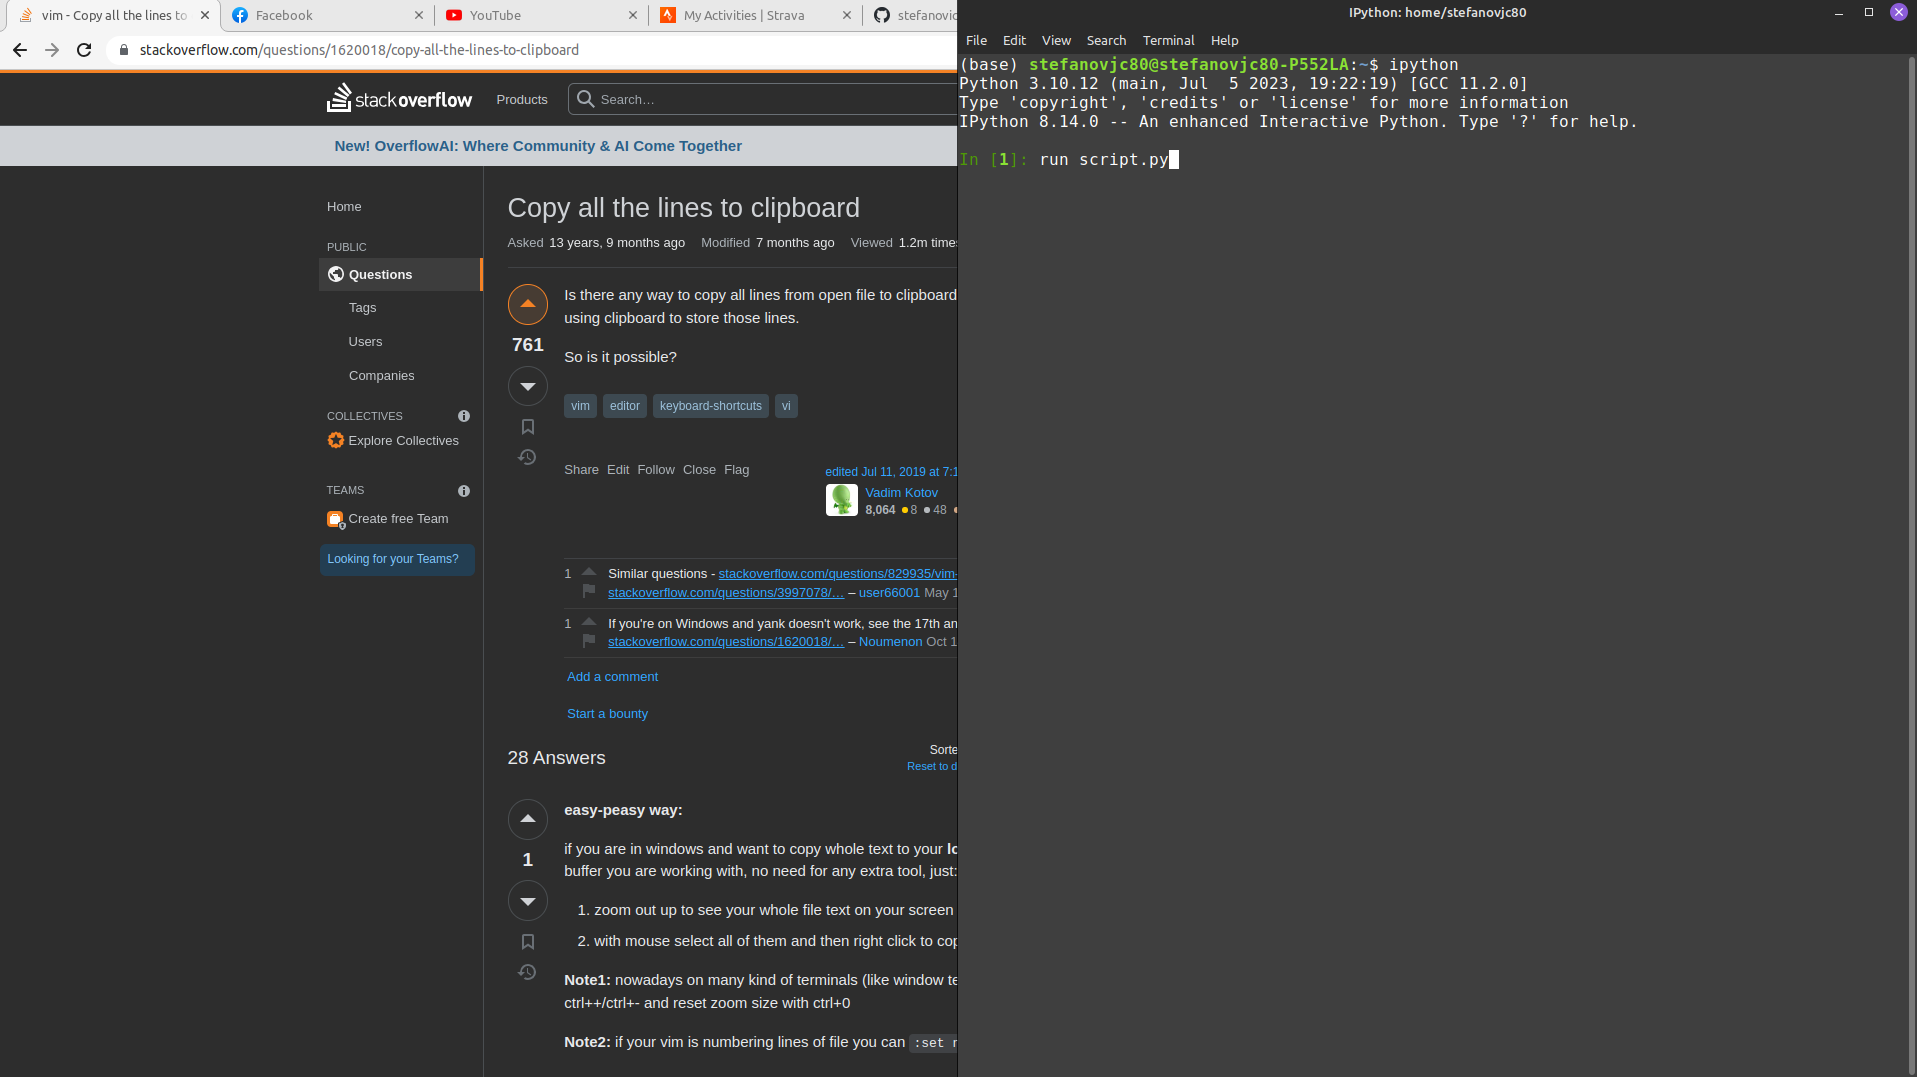 vim - Copy all the lines to
Facebook
YouTube
My Activities | Strava
stefanovjc
IPython: home/stefanovjc80
stackoverflow.com/questions/1620018/copy-all-the-lines-to-clipboard
File Edit View Search Terminal Help
(base) stefanovjc80@stefanovjc80-P552LA:~$ ipython
Python 3.10.12 (main, Jul  5 2023, 19:22:19) [GCC 11.2.0]
Type 'copyright', 'credits' or 'license' for more information
IPython 8.14.0 -- An enhanced Interactive Python. Type '?' for help.
In [1]: run script.py
stackoverflow
Products
Search…
New! OverflowAI: Where Community & AI Come Together
Home
PUBLIC
Questions
Tags
Users
Companies
COLLECTIVES
Explore Collectives
TEAMS
Create free Team
Looking for your Teams?
Copy all the lines to clipboard
Asked 13 years, 9 months ago Modified 7 months ago Viewed 1.2m times
761
Is there any way to copy all lines from open file to clipboard
using clipboard to store those lines.
So is it possible?
vim editor keyboard-shortcuts vi
Share Edit Follow Close Flag
edited Jul 11, 2019 at 7:1
Vadim Kotov
8,064 8 48
1 Similar questions - stackoverflow.com/questions/829935/vim-
stackoverflow.com/questions/3997078/… – user66001 May 1
1 If you're on Windows and yank doesn't work, see the 17th an
stackoverflow.com/questions/1620018/… – Noumenon Oct 1
Add a comment
Start a bounty
28 Answers
Sorte
Reset to d
1
easy-peasy way:
if you are in windows and want to copy whole text to your lo
buffer you are working with, no need for any extra tool, just:
1. zoom out up to see your whole file text on your screen
2. with mouse select all of them and then right click to cop
Note1: nowadays on many kind of terminals (like window te
ctrl++/ctrl+- and reset zoom size with ctrl+0
Note2: if your vim is numbering lines of file you can :set n